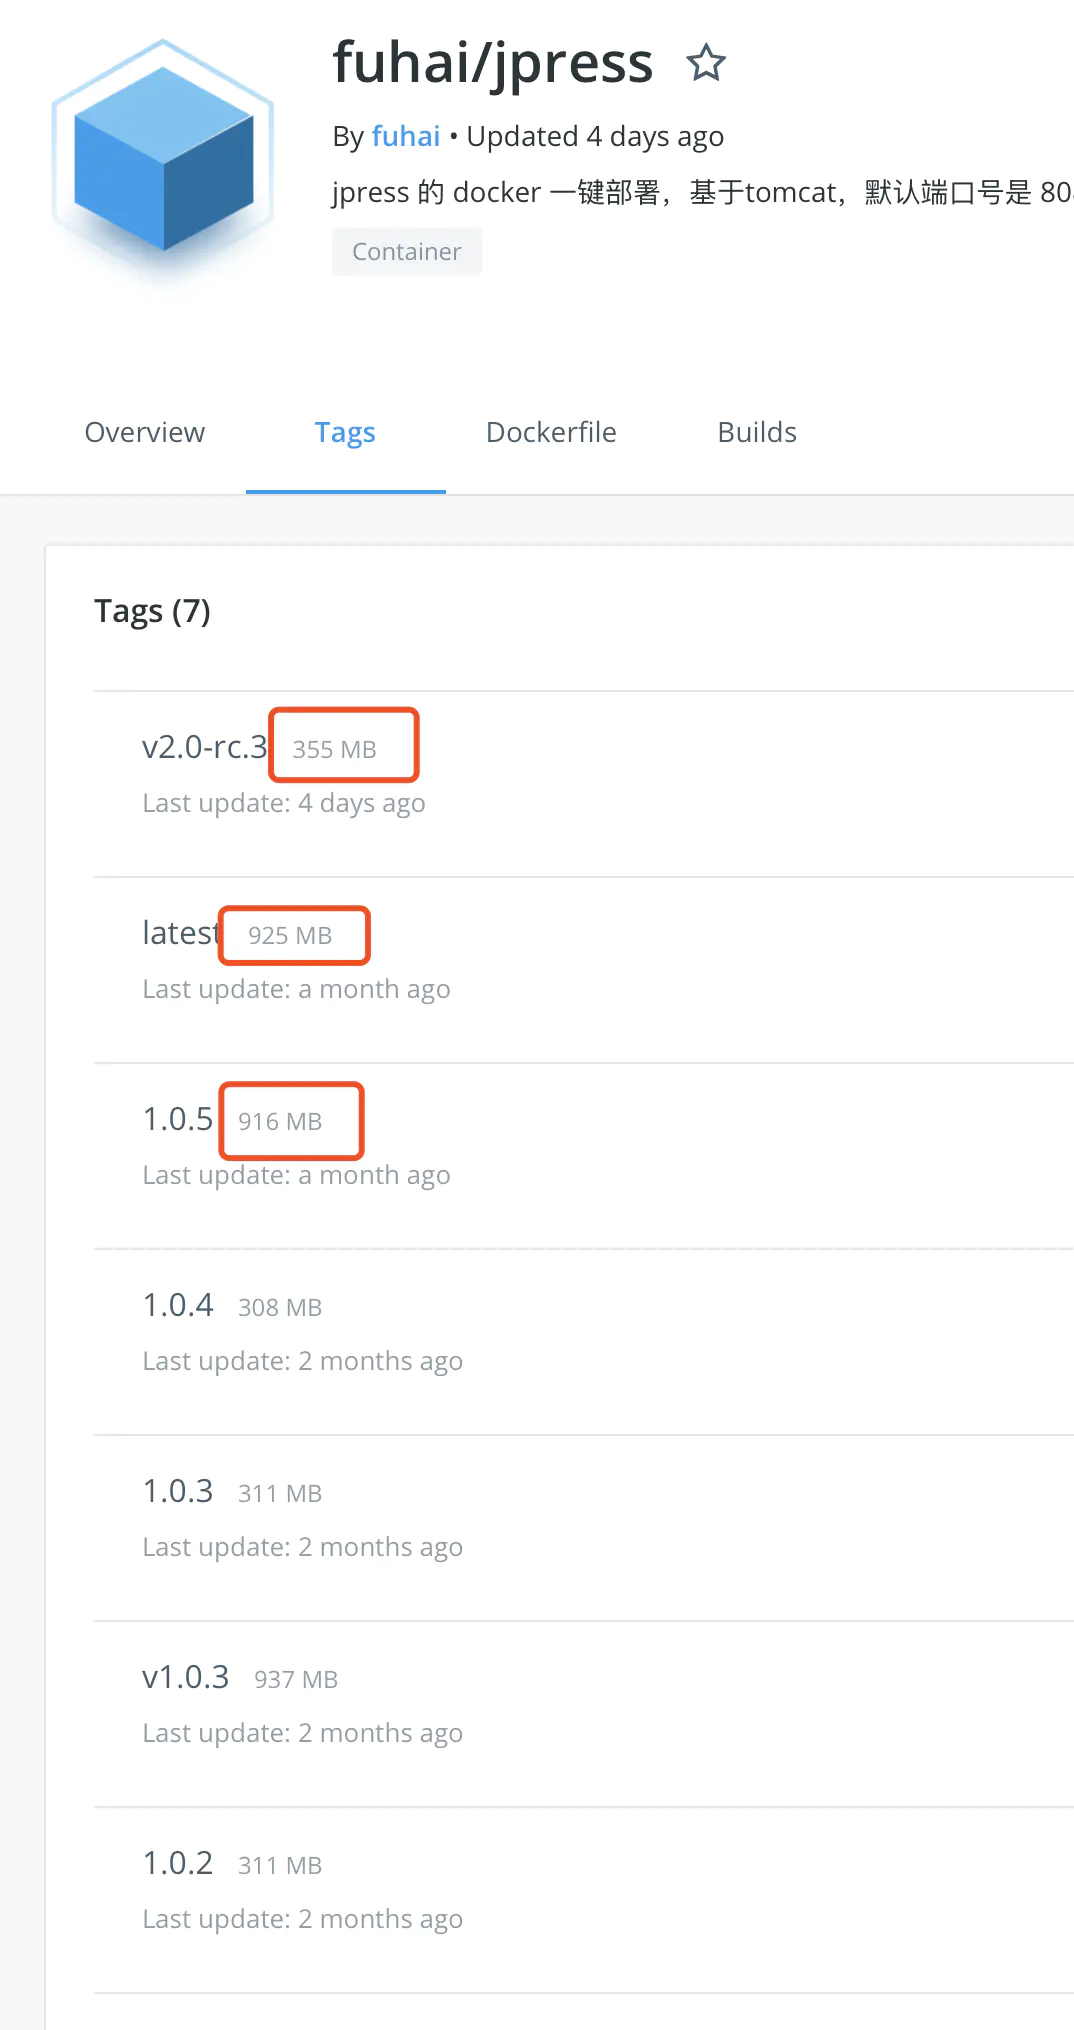 fuhai/jpress
By fuhai • Updated 4 days ago
jpress 的 docker 一键部署，基于tomcat，默认端口号是
Container
Overview Tags Dockerfile Builds
Tags (7)
v2.0-rc.3 355 MB
Last update: 4 days ago
latest 925 MB
Last update: a month ago
1.0.5 916 MB
Last update: a month ago
1.0.4 308 MB
Last update: 2 months ago
1.0.3 311 MB
Last update: 2 months ago
v1.0.3 937 MB
Last update: 2 months ago
1.0.2 311 MB
Last update: 2 months ago